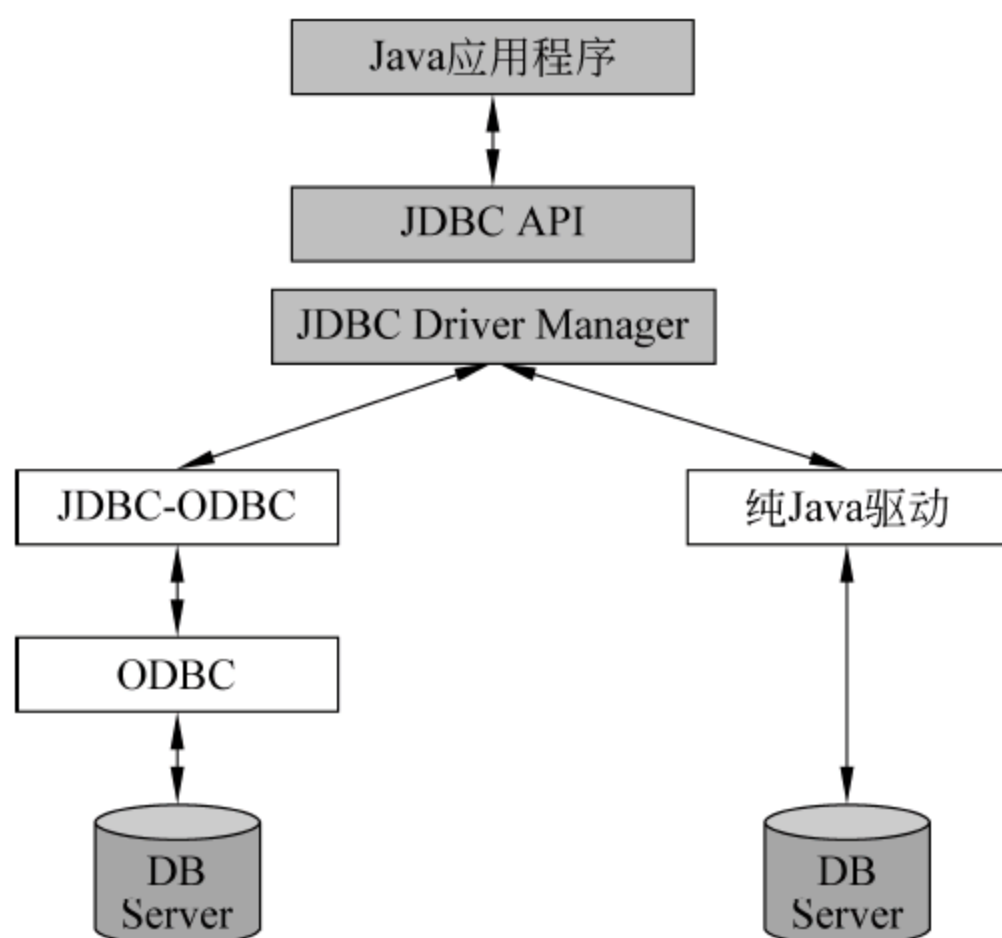 Java应用程序
JDBC API
JDBC Driver Manager
JDBC-ODBC
纯Java驱动
ODBC
DB
Server
DB
Server